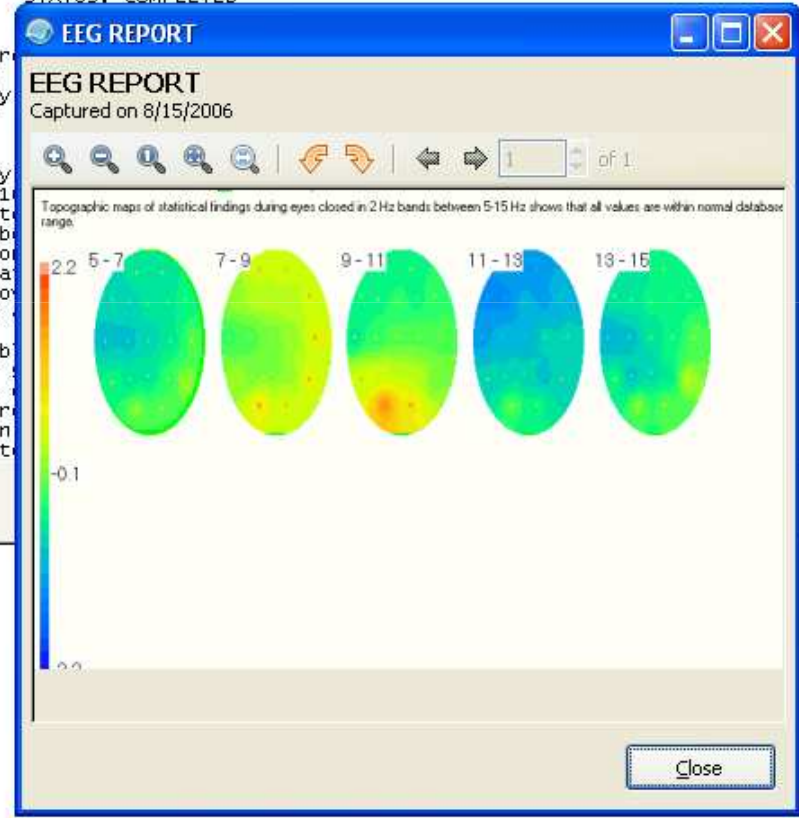 STATUS: COMPLETED
EEG REPORT
EEG REPORT
Captured on 8/15/2006
1 of 1
Topographic maps of statistical findings during eyes closed in 2 Hz bands between 5-15 Hz shows that all values are within normal database
range.
2.2 5 - 7 7 - 9 9 - 11 11 - 13 13 - 15
-0.1
Close